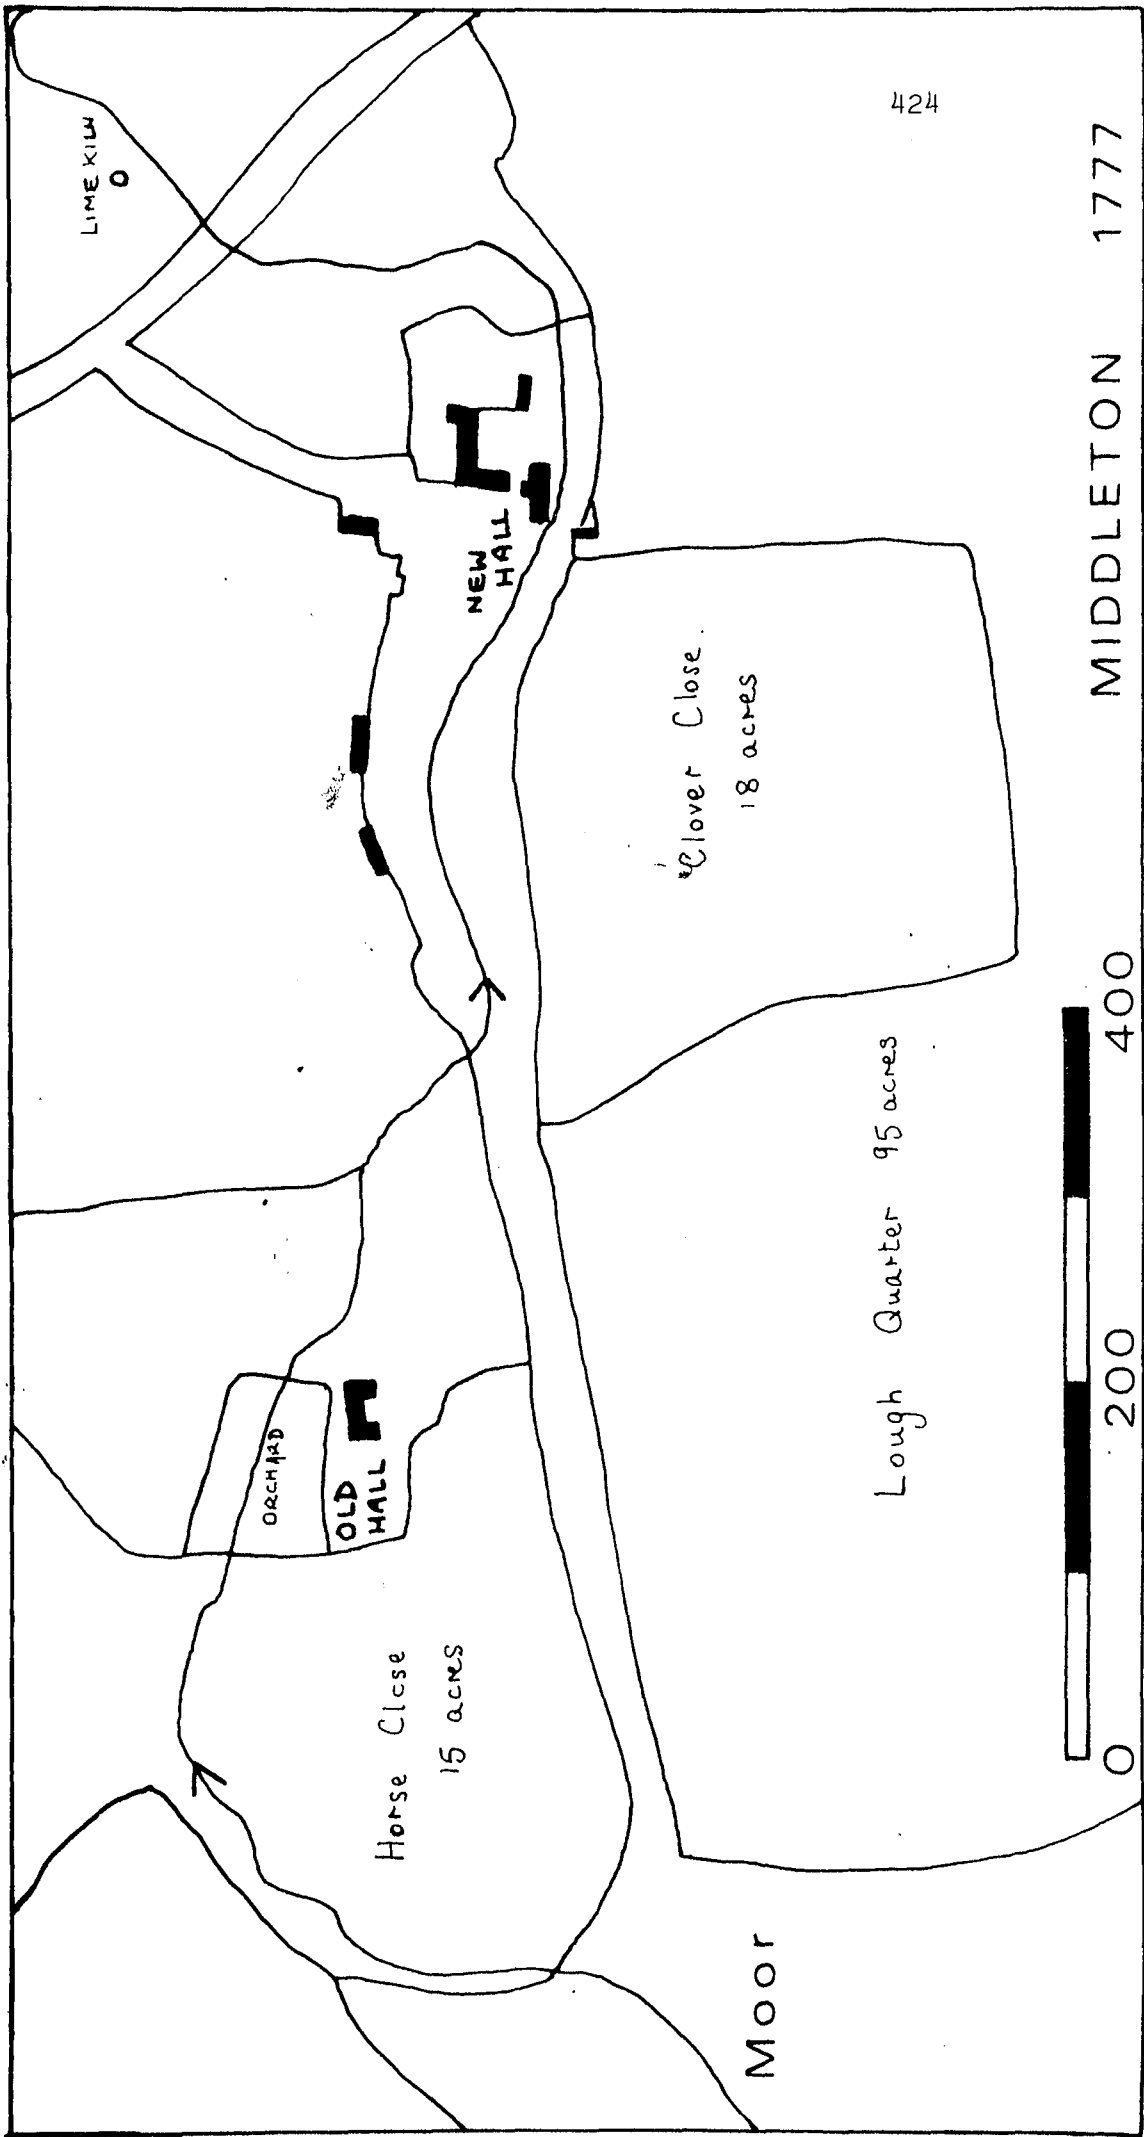 LIME KILN
424
NEW
HALL
ORCHARD
OLD
HALL
Clover Close
18 acres
Horse Close
15 acres
Lough Quarter 95 acres
Moor
0 200 400
MIDDLETON 1777